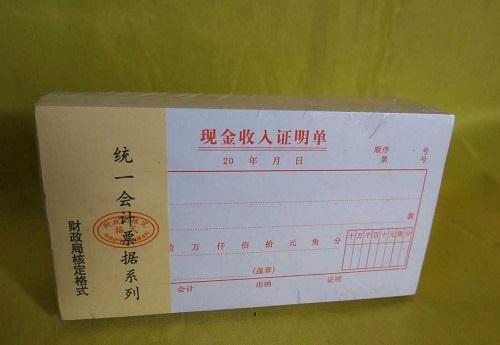 现金收入证明单
20 年 月 日
顺序 号
第 号
统一会计票据系列
财政局核定格式
款
拾万仟佰拾元角分
十万千百十元角分
(盖章)
会计 出纳 证明